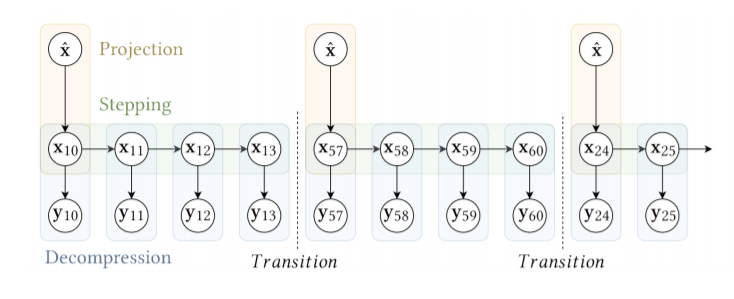 x̂ Projection x̂ x̂
Stepping
x₁₀ x₁₁ x₁₂ x₁₃ x₅₇ x₅₈ x₅₉ x₆₀ x₂₄ x₂₅
y₁₀ y₁₁ y₁₂ y₁₃ y₅₇ y₅₈ y₅₉ y₆₀ y₂₄ y₂₅
Decompression Transition Transition